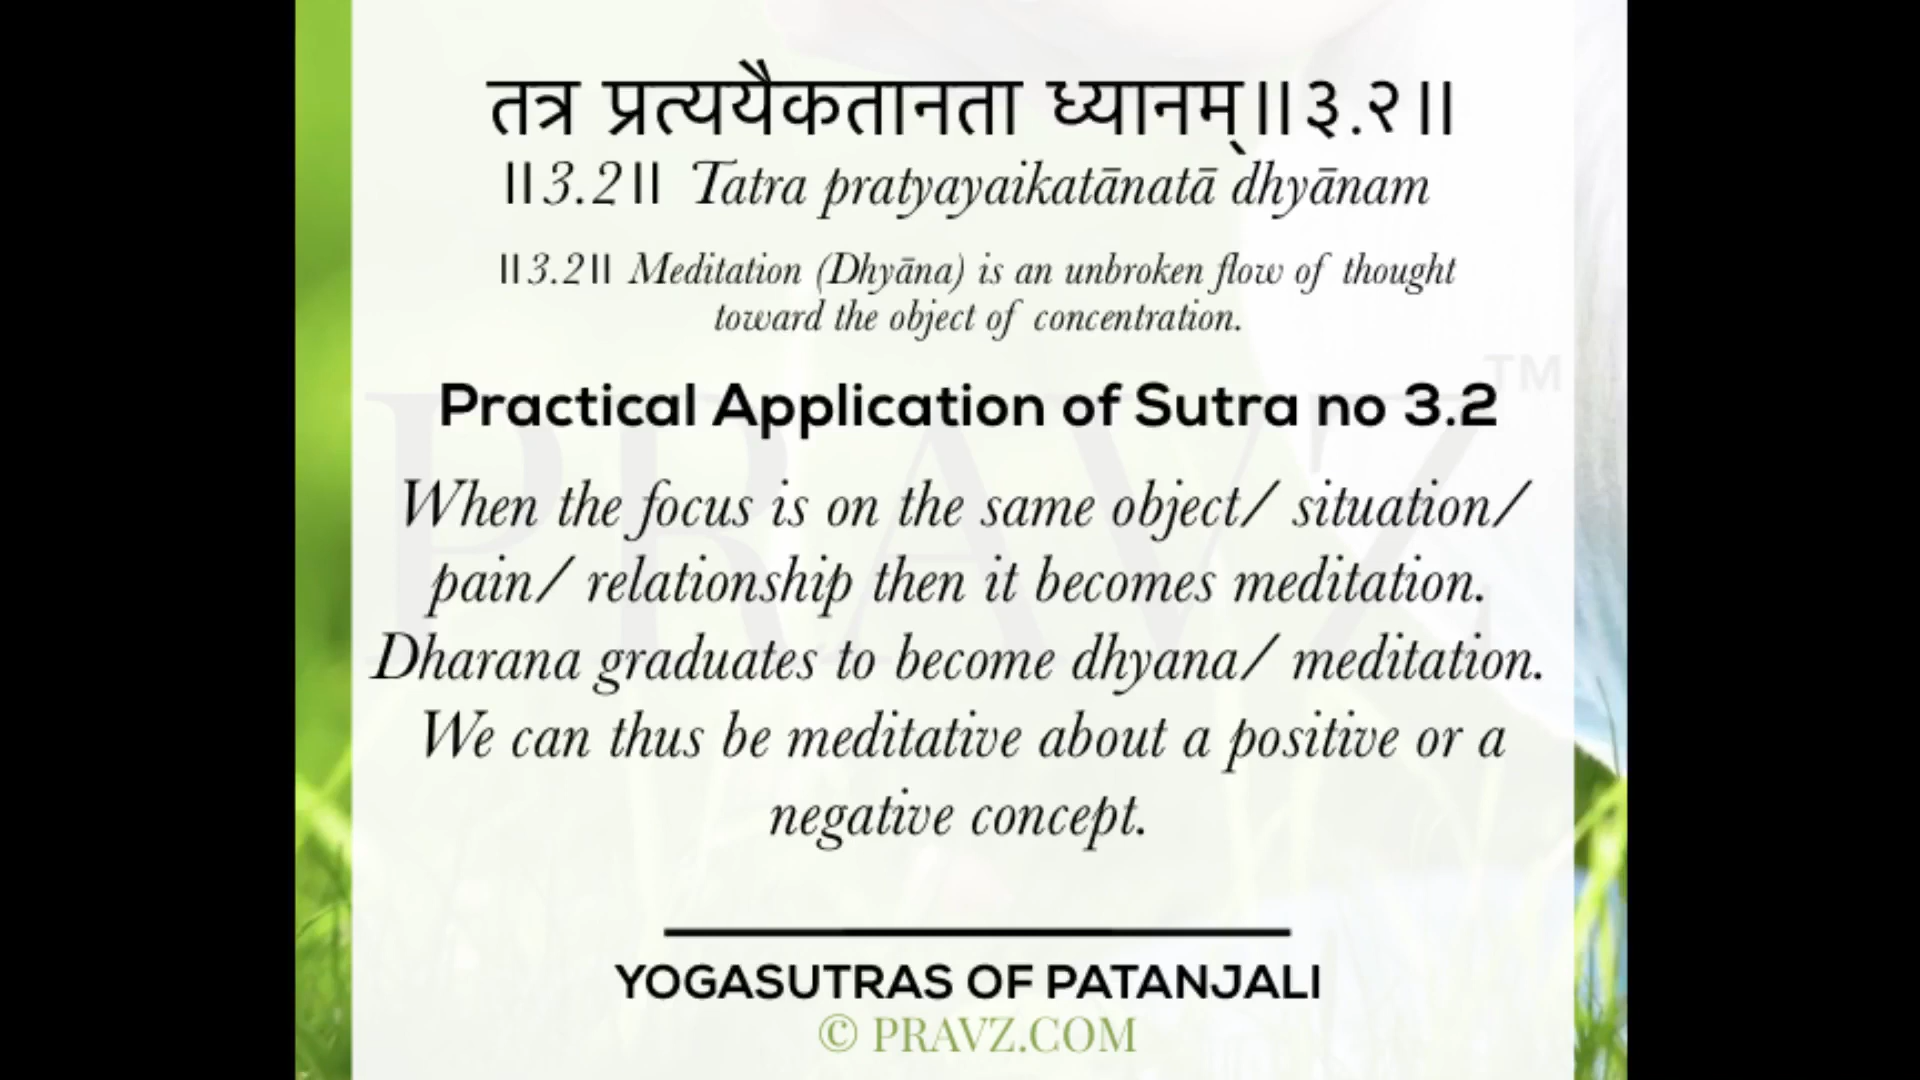 तत्र प्रत्ययैकतानता ध्यानम्॥३.२॥
॥3.2॥ Tatra pratyayaikatānatā dhyānam
॥3.2॥ Meditation (Dhyāna) is an unbroken flow of thought
toward the object of concentration.
Practical Application of Sutra no 3.2
When the focus is on the same object/ situation/
pain/ relationship then it becomes meditation.
Dharana graduates to become dhyana/ meditation.
We can thus be meditative about a positive or a
negative concept.
YOGASUTRAS OF PATANJALI
© PRAVZ.COM
PRAVZ™